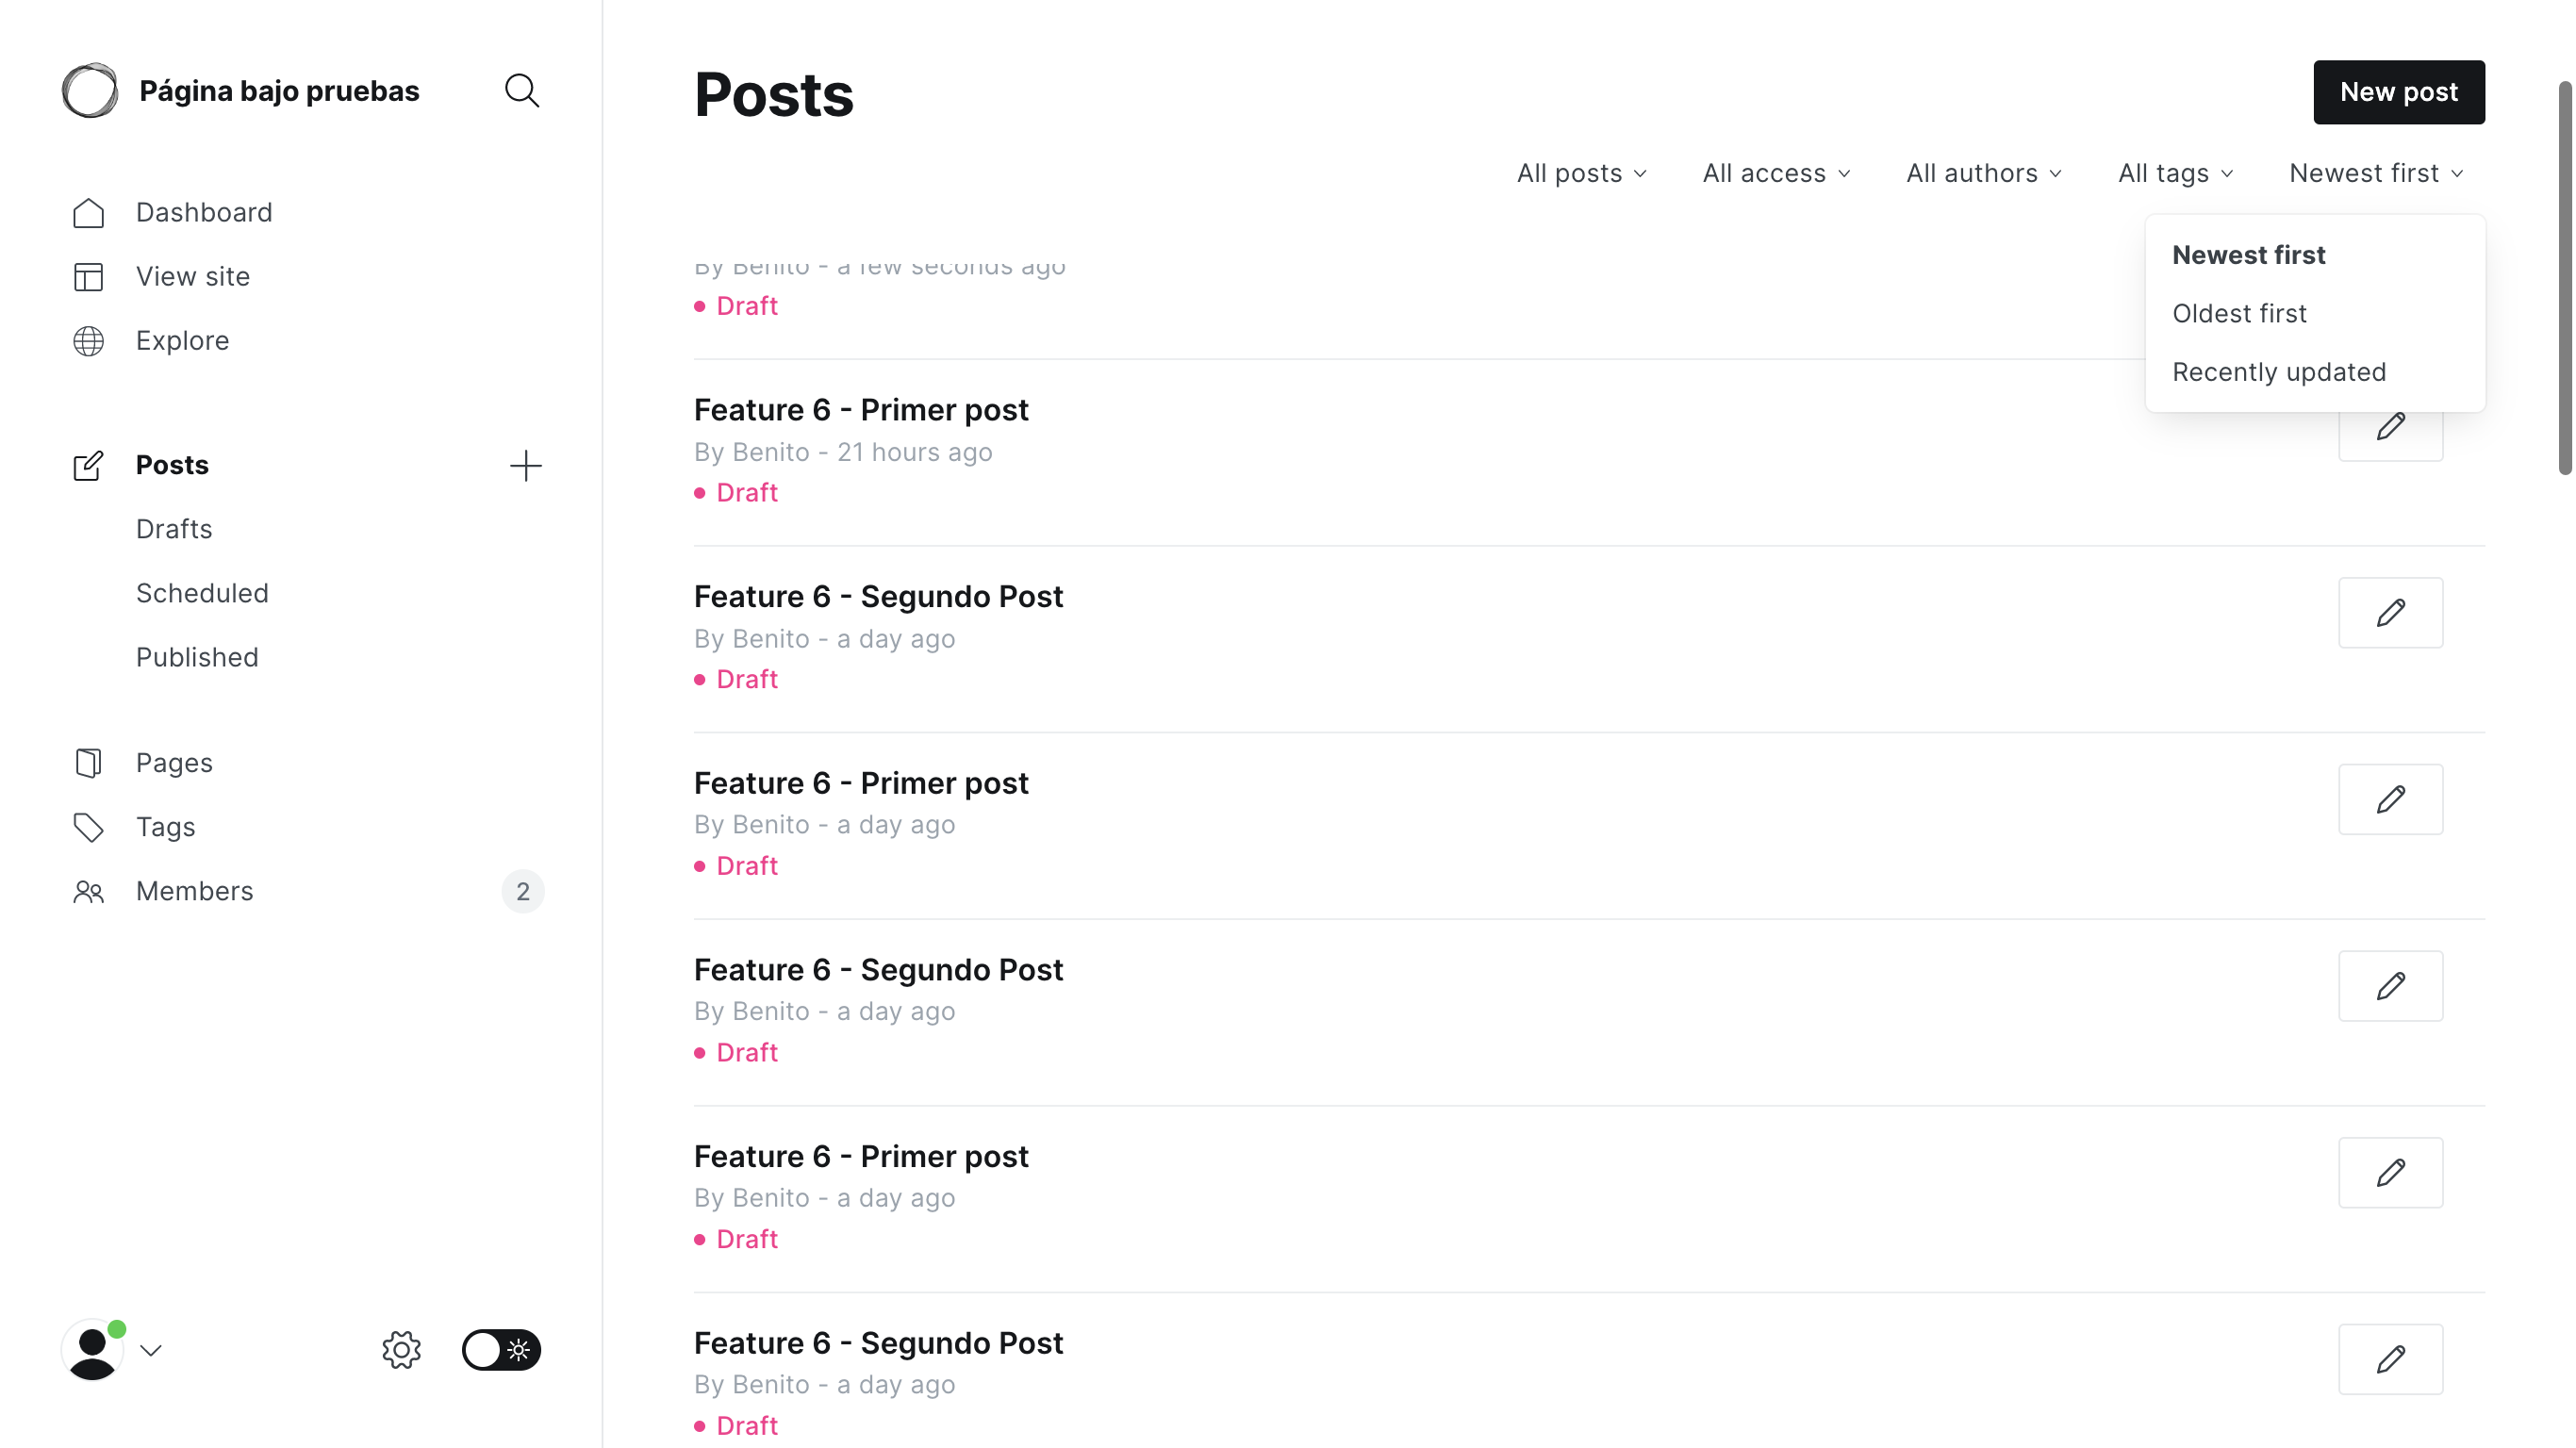 Página bajo pruebas
Dashboard
View site
Explore
Posts
Drafts
Scheduled
Published
Pages
Tags
Members
2
Posts
New post
All posts
All access
All authors
All tags
Newest first
Newest first
Oldest first
Recently updated
By Benito - a few seconds ago
Draft
Feature 6 - Primer post
By Benito - 21 hours ago
Draft
Feature 6 - Segundo Post
By Benito - a day ago
Draft
Feature 6 - Primer post
By Benito - a day ago
Draft
Feature 6 - Segundo Post
By Benito - a day ago
Draft
Feature 6 - Primer post
By Benito - a day ago
Draft
Feature 6 - Segundo Post
By Benito - a day ago
Draft